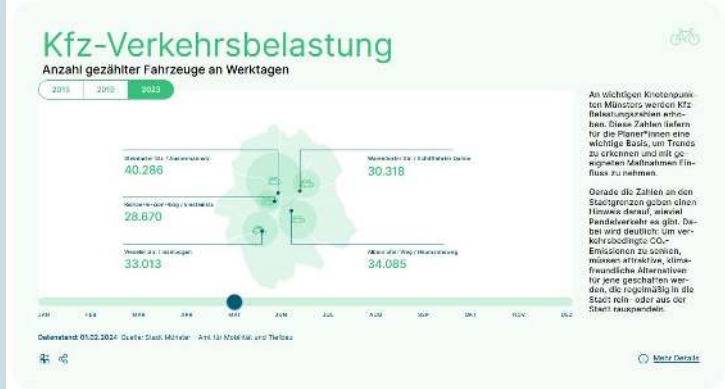 Kfz-Verkehrsbelastung
Anzahl gezählter Fahrzeuge an Werktagen
2015 2019 2023
40.286
28.670
33.013
30.318
34.085
JAN FEB MÄR APR MAI JUN JUL AUG SEP OKT NOV DEZ
Datenstand: 01.02.2024 Quelle: Stadt Münster - Amt für Mobilität und Tiefbau
Mehr Details
An wichtigen Knotenpunk-
ten Münsters werden Kfz-
Belastungszahlen erho-
ben. Diese Zahlen liefern
für die Planer*innen eine
wichtige Basis, um Trends
zu erkennen und mit ge-
eigneten Maßnahmen Ein-
fluss zu nehmen.
Gerade die Zahlen an den
Stadtgrenzen geben einen
Hinweis darauf, wieviel
Pendelverkehr es gibt. Da-
bei wird deutlich: Um ver-
kehrsbedingte CO₂-
Emissionen zu senken,
müssen attraktive, klima-
freundliche Alternativen
für jene geschaffen wer-
den, die regelmäßig in die
Stadt rein- oder aus der
Stadt rauspendeln.